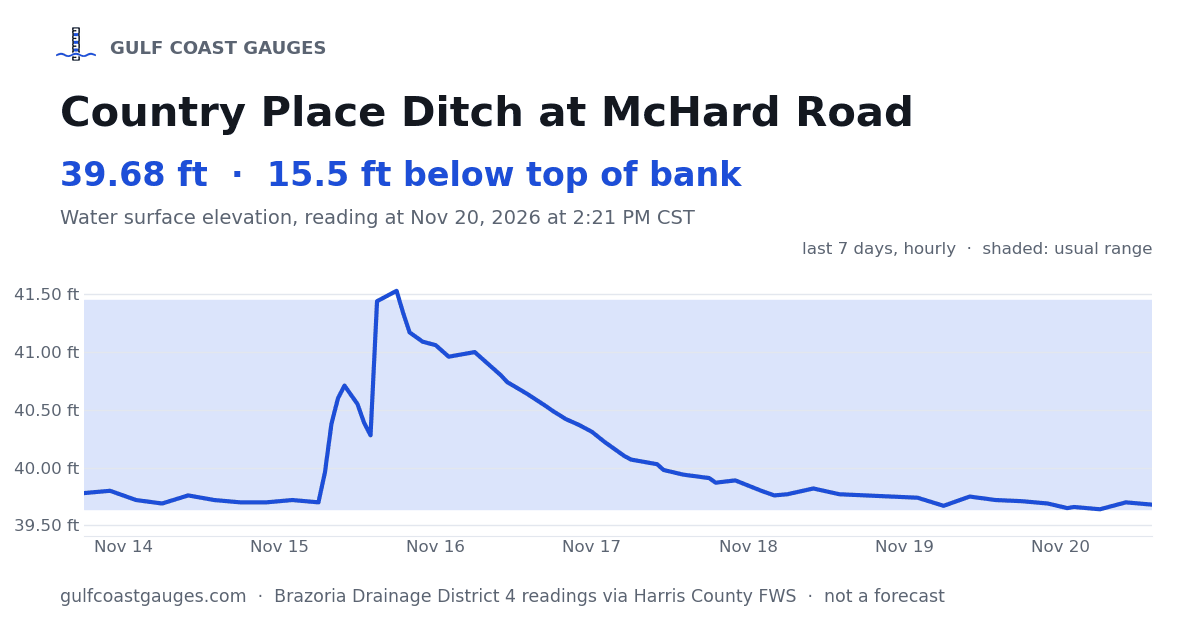 GULF COAST GAUGES
Country Place Ditch at McHard Road
39.68 ft · 15.5 ft below top of bank
Water surface elevation, reading at Nov 20, 2026 at 2:21 PM CST
last 7 days, hourly · shaded: usual range
41.50 ft
41.00 ft
40.50 ft
40.00 ft
39.50 ft
Nov 14 Nov 15 Nov 16 Nov 17 Nov 18 Nov 19 Nov 20
gulfcoastgauges.com · Brazoria Drainage District 4 readings via Harris County FWS · not a forecast